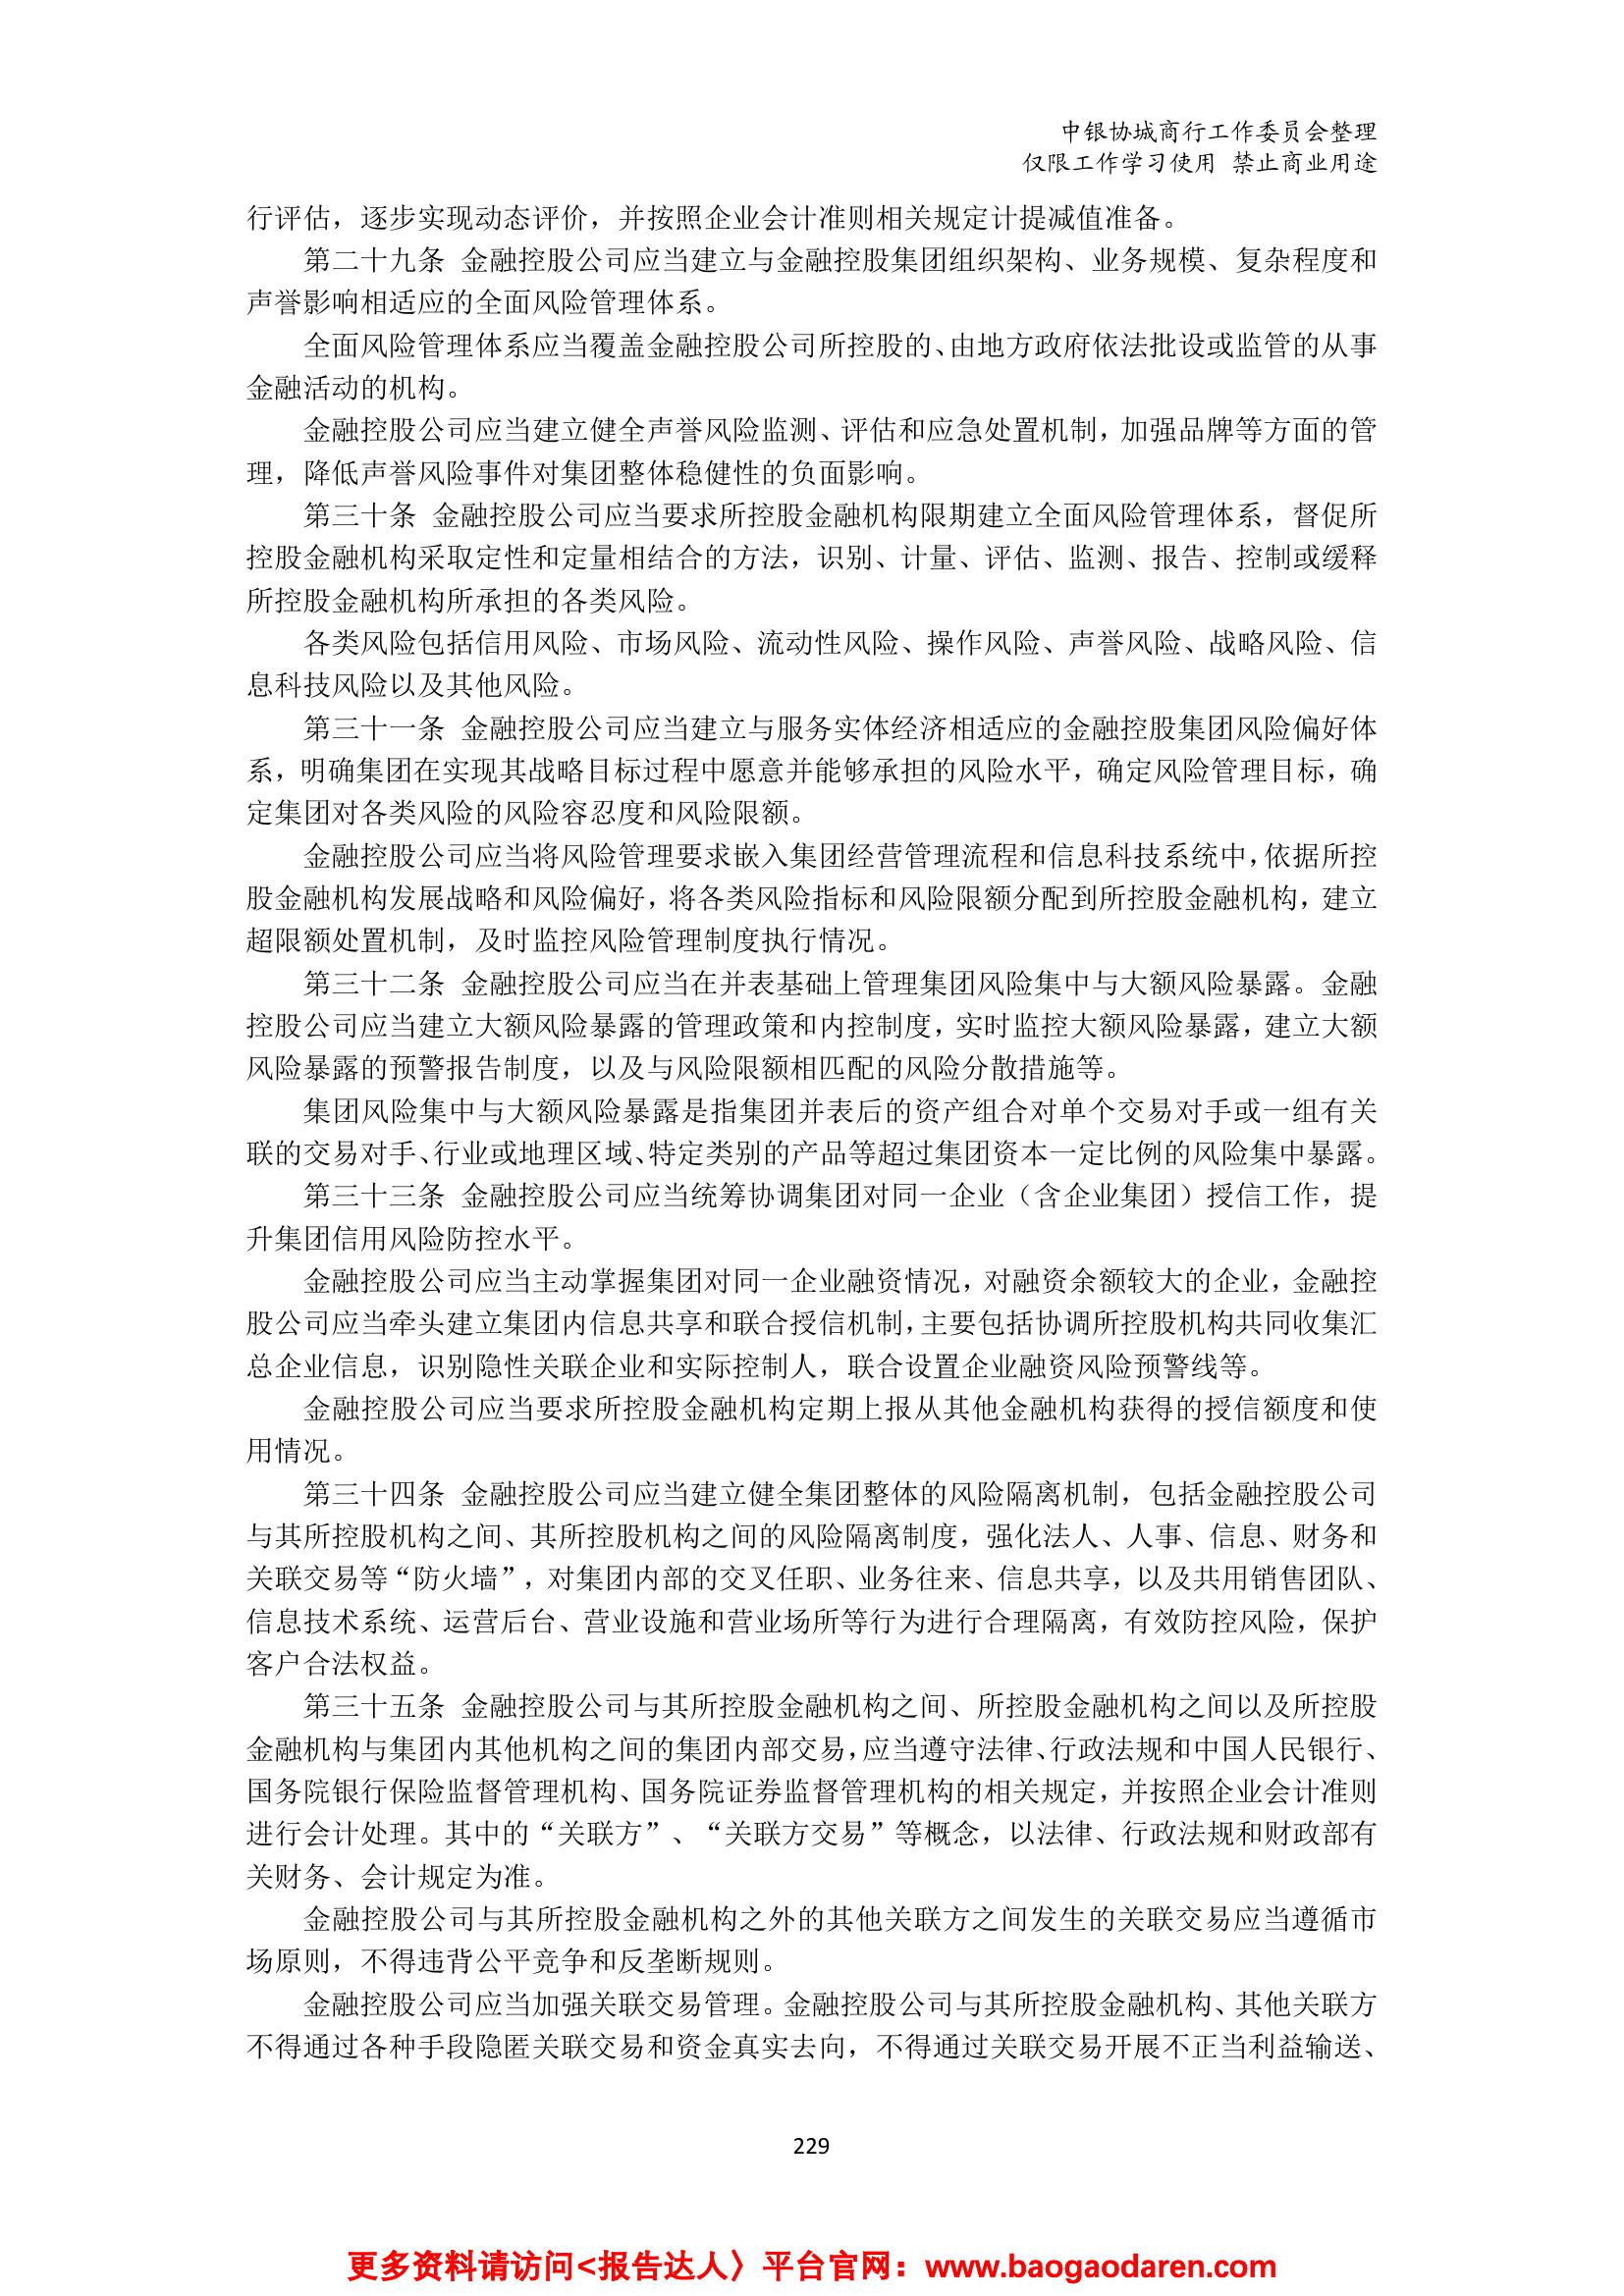 中银协城商行工作委员会整理
仅限工作学习使用 禁止商业用途
行评估，逐步实现动态评价，并按照企业会计准则相关规定计提减值准备。
第二十九条 金融控股公司应当建立与金融控股集团组织架构、业务规模、复杂程度和
声誉影响相适应的全面风险管理体系。
全面风险管理体系应当覆盖金融控股公司所控股的、由地方政府依法批设或监管的从事
金融活动的机构。
金融控股公司应当建立健全声誉风险监测、评估和应急处置机制，加强品牌等方面的管
理，降低声誉风险事件对集团整体稳健性的负面影响。
第三十条 金融控股公司应当要求所控股金融机构限期建立全面风险管理体系，督促所
控股金融机构采取定性和定量相结合的方法，识别、计量、评估、监测、报告、控制或缓释
所控股金融机构所承担的各类风险。
各类风险包括信用风险、市场风险、流动性风险、操作风险、声誉风险、战略风险、信
息科技风险以及其他风险。
第三十一条 金融控股公司应当建立与服务实体经济相适应的金融控股集团风险偏好体
系，明确集团在实现其战略目标过程中愿意并能够承担的风险水平，确定风险管理目标，确
定集团对各类风险的风险容忍度和风险限额。
金融控股公司应当将风险管理要求嵌入集团经营管理流程和信息科技系统中，依据所控
股金融机构发展战略和风险偏好，将各类风险指标和风险限额分配到所控股金融机构，建立
超限额处置机制，及时监控风险管理制度执行情况。
第三十二条 金融控股公司应当在并表基础上管理集团风险集中与大额风险暴露。金融
控股公司应当建立大额风险暴露的管理政策和内控制度，实时监控大额风险暴露，建立大额
风险暴露的预警报告制度，以及与风险限额相匹配的风险分散措施等。
集团风险集中与大额风险暴露是指集团并表后的资产组合对单个交易对手或一组有关
联的交易对手、行业或地理区域、特定类别的产品等超过集团资本一定比例的风险集中暴露。
第三十三条 金融控股公司应当统筹协调集团对同一企业（含企业集团）授信工作，提
升集团信用风险防控水平。
金融控股公司应当主动掌握集团对同一企业融资情况，对融资余额较大的企业，金融控
股公司应当牵头建立集团内信息共享和联合授信机制，主要包括协调所控股机构共同收集汇
总企业信息，识别隐性关联企业和实际控制人，联合设置企业融资风险预警线等。
金融控股公司应当要求所控股金融机构定期上报从其他金融机构获得的授信额度和使
用情况。
第三十四条 金融控股公司应当建立健全集团整体的风险隔离机制，包括金融控股公司
与其所控股机构之间、其所控股机构之间的风险隔离制度，强化法人、人事、信息、财务和
关联交易等“防火墙”，对集团内部的交叉任职、业务往来、信息共享，以及共用销售团队、
信息技术系统、运营后台、营业设施和营业场所等行为进行合理隔离，有效防控风险，保护
客户合法权益。
第三十五条 金融控股公司与其所控股金融机构之间、所控股金融机构之间以及所控股
金融机构与集团内其他机构之间的集团内部交易，应当遵守法律、行政法规和中国人民银行、
国务院银行保险监督管理机构、国务院证券监督管理机构的相关规定，并按照企业会计准则
进行会计处理。其中的“关联方”、“关联方交易”等概念，以法律、行政法规和财政部有
关财务、会计规定为准。
金融控股公司与其所控股金融机构之外的其他关联方之间发生的关联交易应当遵循市
场原则，不得违背公平竞争和反垄断规则。
金融控股公司应当加强关联交易管理。金融控股公司与其所控股金融机构、其他关联方
不得通过各种手段隐匿关联交易和资金真实去向，不得通过关联交易开展不正当利益输送、
229
更多资料请访问<报告达人〉平台官网：www.baogaodaren.com